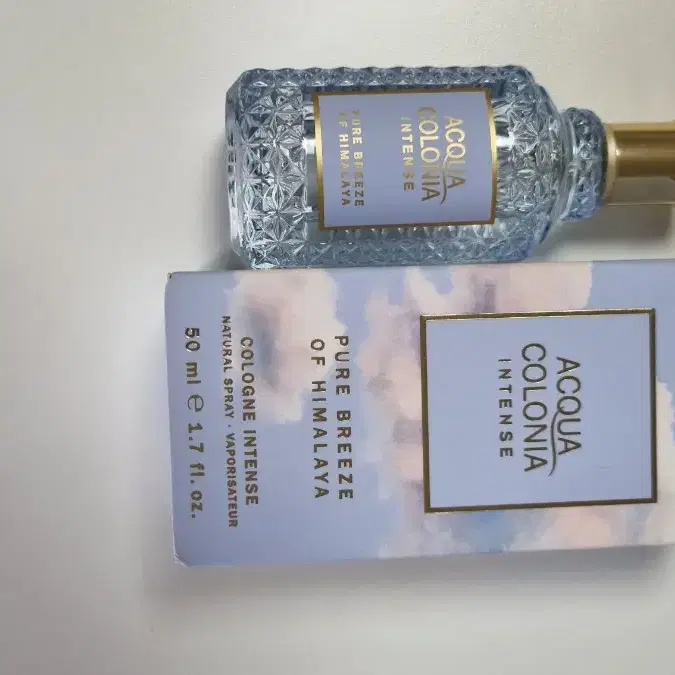 ACQUA
COLONIA
INTENSE
PURE BREEZE
OF HIMALAYA
ACQUA
COLONIA
INTENSE
PURE BREEZE
OF HIMALAYA
COLOGNE INTENSE
NATURAL SPRAY · VAPORISATEUR
50 ml ℮ 1.7 fl. oz.